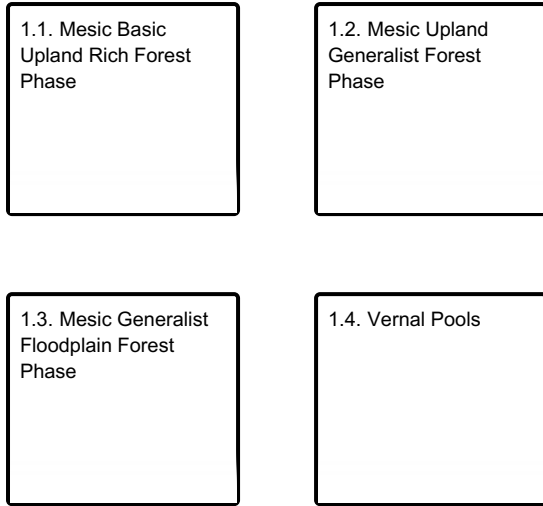 1.1. Mesic Basic
Upland Rich Forest
Phase
1.2. Mesic Upland
Generalist Forest
Phase
1.3. Mesic Generalist
Floodplain Forest
Phase
1.4. Vernal Pools